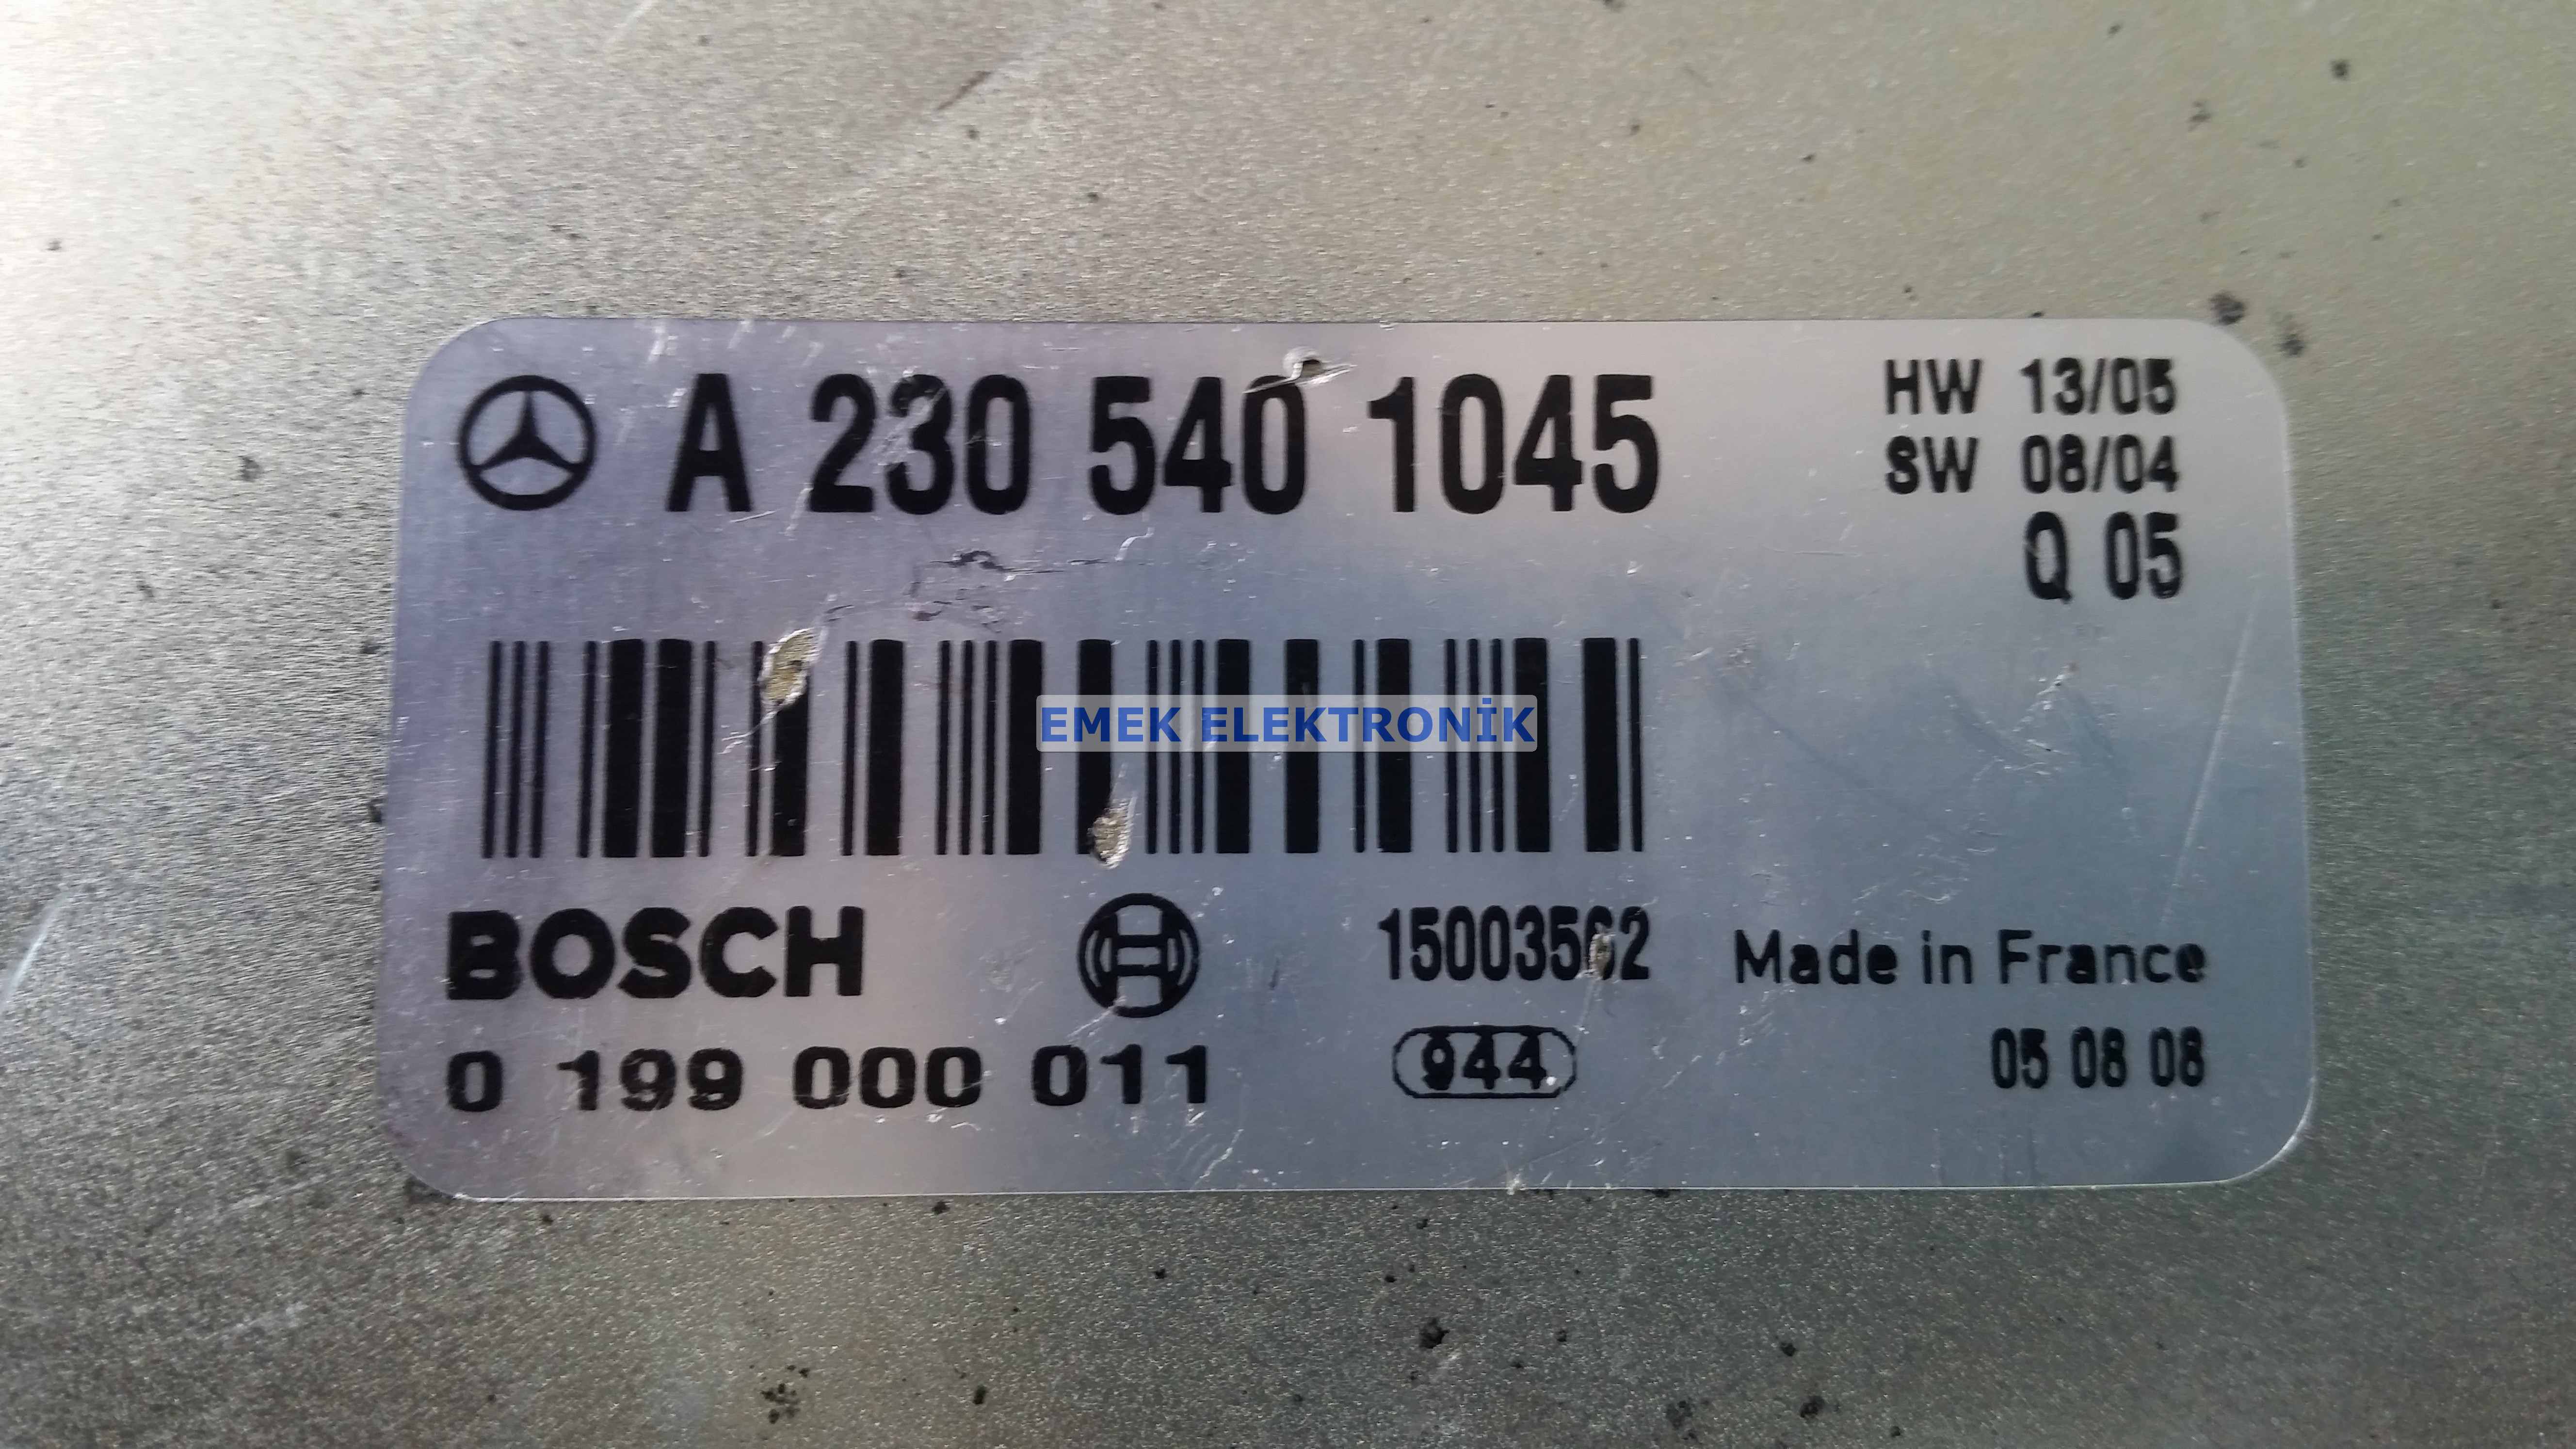 A 230 540 1045
HW 13/05
SW 08/04
Q 05
EMEK ELEKTRONİK
BOSCH
Made in France
0 199 000 011
944
05 08 08